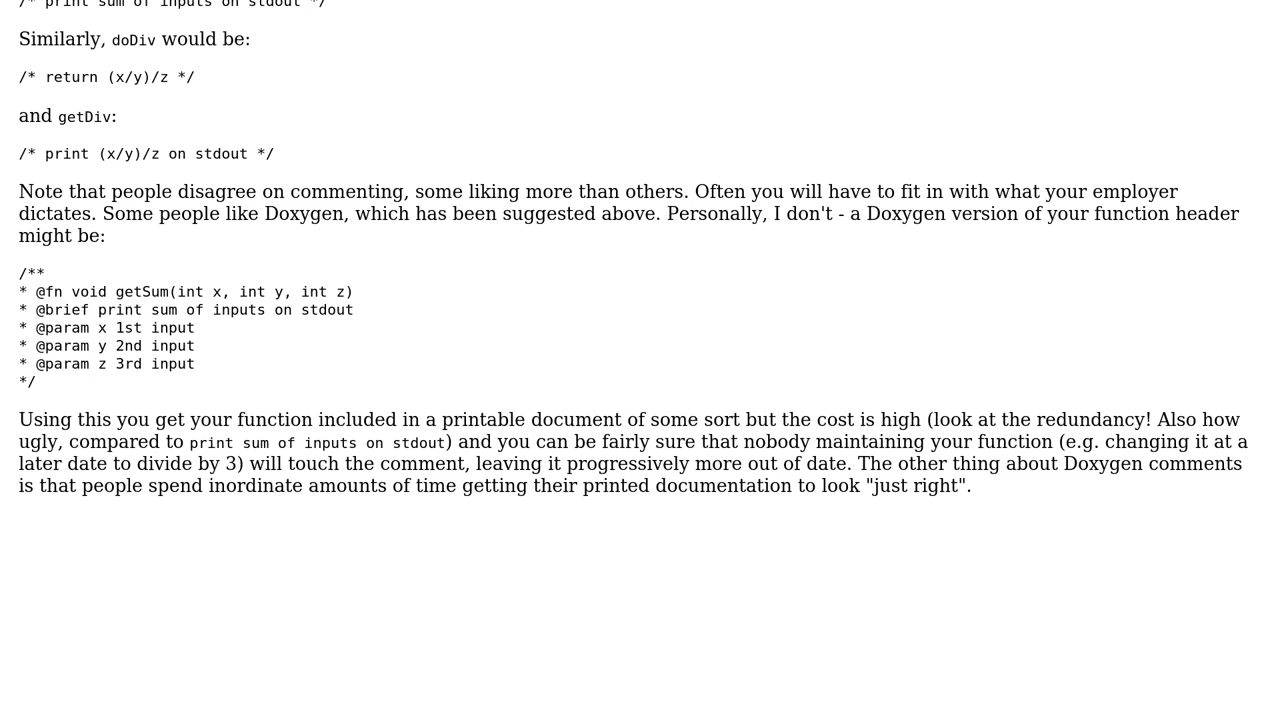 /* print sum of inputs on stdout */
Similarly, doDiv would be:
/* return (x/y)/z */
and getDiv:
/* print (x/y)/z on stdout */
Note that people disagree on commenting, some liking more than others. Often you will have to fit in with what your employer
dictates. Some people like Doxygen, which has been suggested above. Personally, I don't - a Doxygen version of your function header
might be:
/**
* @fn void getSum(int x, int y, int z)
* @brief print sum of inputs on stdout
* @param x 1st input
* @param y 2nd input
* @param z 3rd input
*/
Using this you get your function included in a printable document of some sort but the cost is high (look at the redundancy! Also how
ugly, compared to print sum of inputs on stdout) and you can be fairly sure that nobody maintaining your function (e.g. changing it at a
later date to divide by 3) will touch the comment, leaving it progressively more out of date. The other thing about Doxygen comments
is that people spend inordinate amounts of time getting their printed documentation to look "just right".